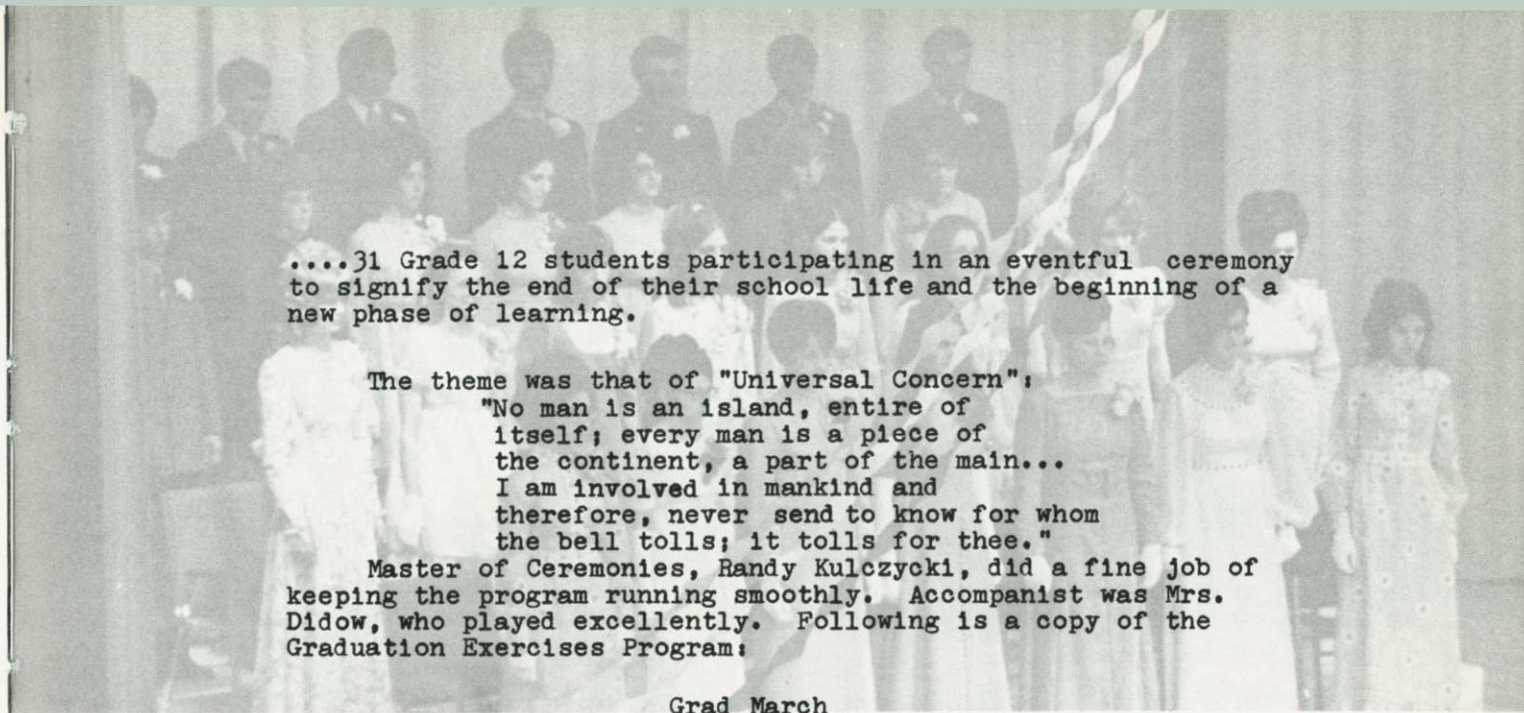 ....31 Grade 12 students participating in an eventful ceremony
to signify the end of their school life and the beginning of a
new phase of learning.
The theme was that of "Universal Concern":
"No man is an island, entire of
itself; every man is a piece of
the continent, a part of the main...
I am involved in mankind and
therefore, never send to know for whom
the bell tolls; it tolls for thee."
Master of Ceremonies, Randy Kulczycki, did a fine job of
keeping the program running smoothly. Accompanist was Mrs.
Didow, who played excellently. Following is a copy of the
Graduation Exercises Program:
Grad March